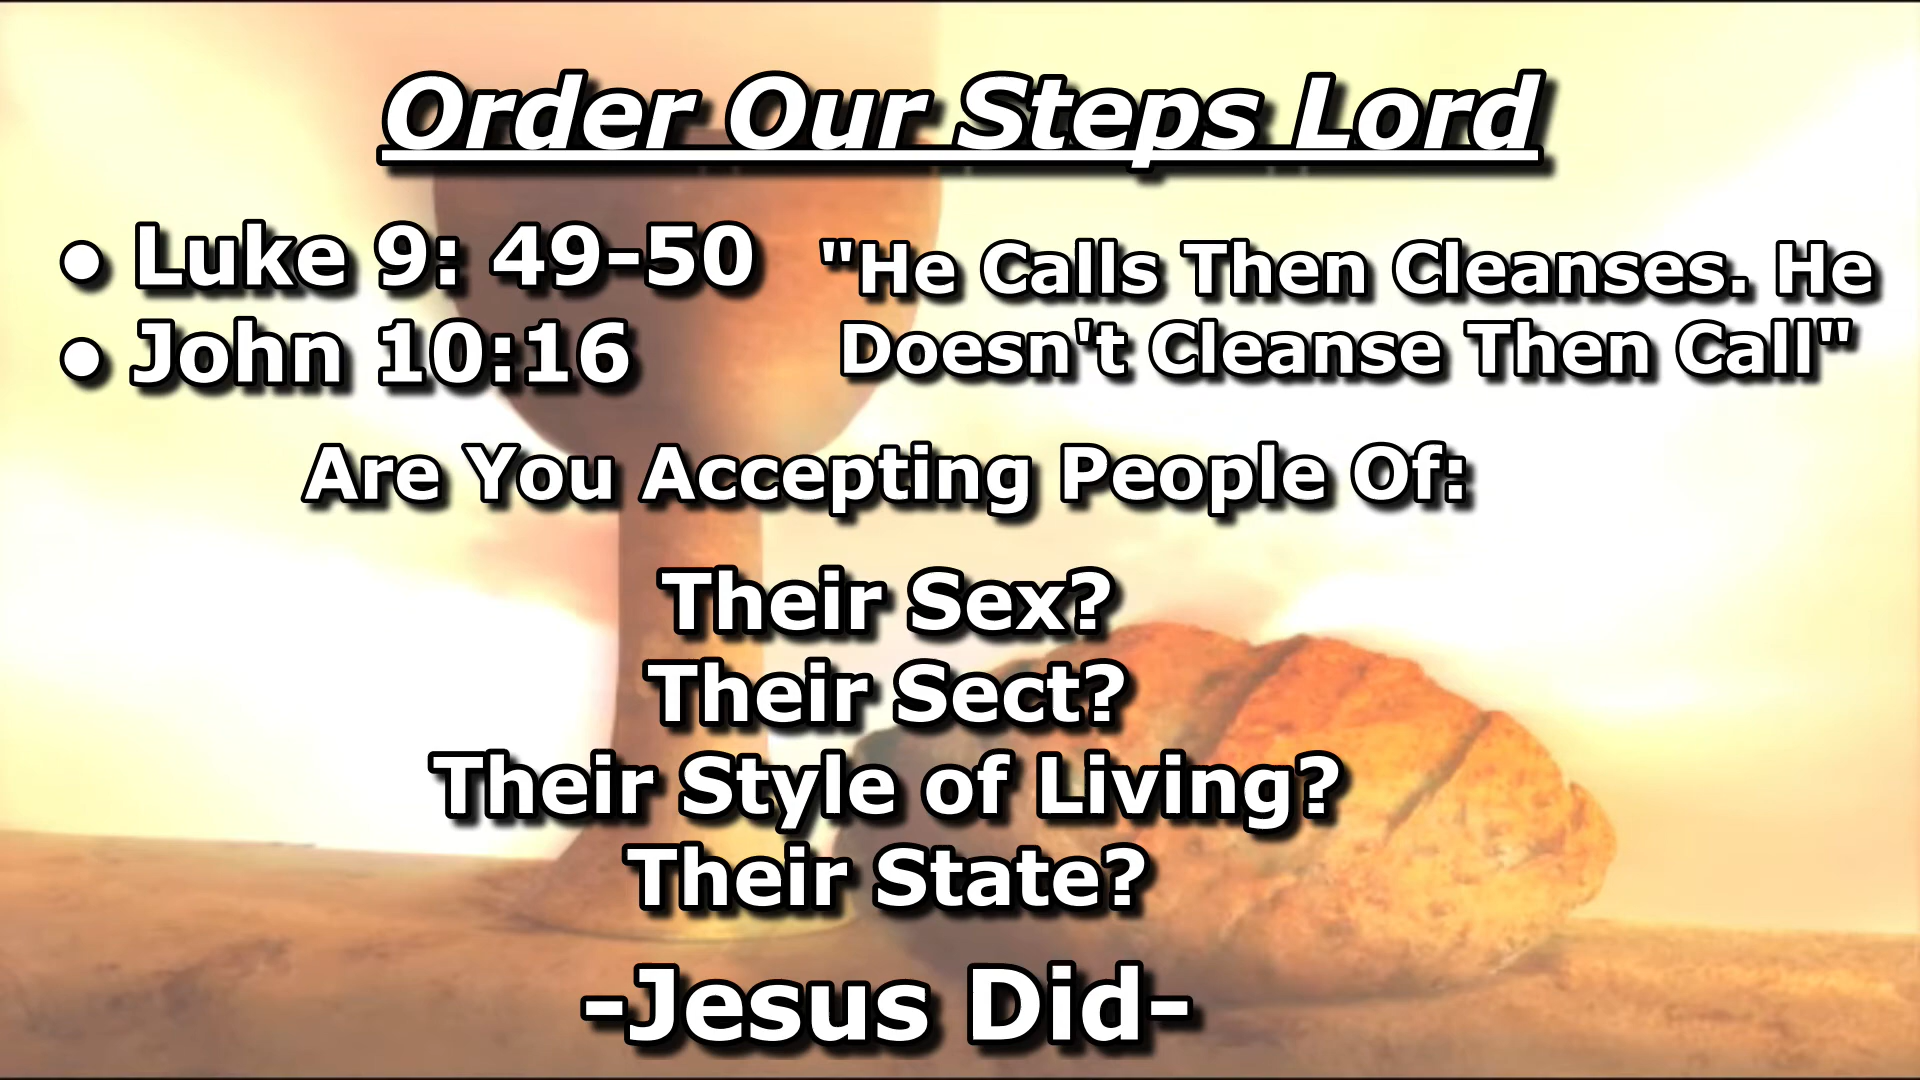 Order Our Steps Lord
• Luke 9: 49-50
• John 10:16
"He Calls Then Cleanses. He
Doesn't Cleanse Then Call"
Are You Accepting People Of:
Their Sex?
Their Sect?
Their Style of Living?
Their State?
-Jesus Did-